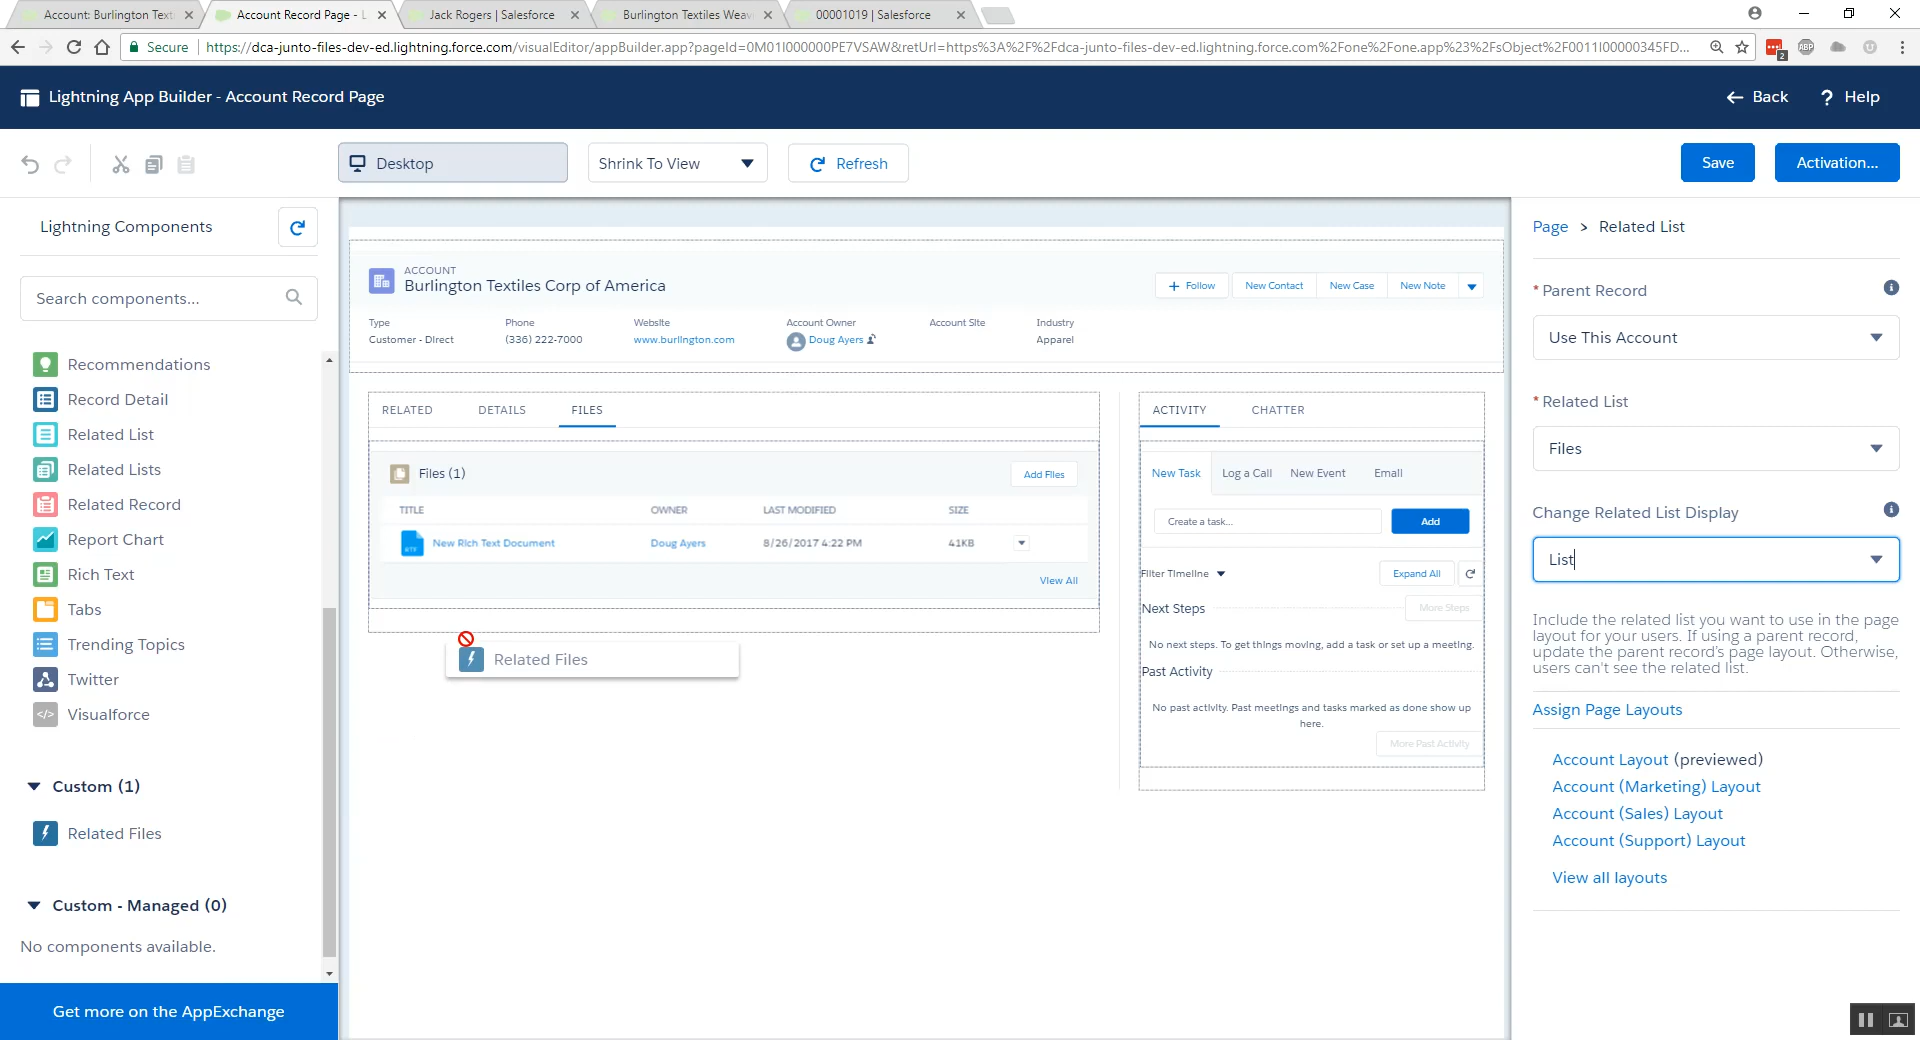 Account: Burlington Text
Account Record Page - L
Jack Rogers | Salesforce
Burlington Textiles Weav
00001019 | Salesforce
Secure
https://dca-junto-files-dev-ed.lightning.force.com/visualEditor/appBuilder.app?pageId=0M01I000000PE7VSAW&retUrl=https%3A%2F%2Fdca-junto-files-dev-ed.lightning.force.com%2Fone%2Fone.app%23%2FsObject%2F0011I00000345FD...
2
ABP
Lightning App Builder - Account Record Page
Back
? Help
Desktop
Shrink To View
Refresh
Save
Activation...
Lightning Components
Search components...
Recommendations
Record Detail
Related List
Related Lists
Related Record
Report Chart
Rich Text
Tabs
Trending Topics
Twitter
Visualforce
Custom (1)
Related Files
Custom - Managed (0)
No components available.
Get more on the AppExchange
ACCOUNT
Burlington Textiles Corp of America
+ Follow
New Contact
New Case
New Note
Type
Customer - Direct
Phone
(336) 222-7000
Website
www.burlington.com
Account Owner
Doug Ayers
Account Site
Industry
Apparel
RELATED
DETAILS
FILES
Files (1)
Add Files
TITLE
OWNER
LAST MODIFIED
SIZE
New Rich Text Document
Doug Ayers
8/26/2017 4:22 PM
41KB
View All
Related Files
ACTIVITY
CHATTER
New Task
Log a Call
New Event
Email
Create a task...
Add
Filter Timeline
Expand All
Next Steps
More Steps
No next steps. To get things moving, add a task or set up a meeting.
Past Activity
No past activity. Past meetings and tasks marked as done show up
here.
More Past Activity
Page > Related List
* Parent Record
Use This Account
* Related List
Files
Change Related List Display
List
Include the related list you want to use in the page
layout for your users. If using a parent record,
update the parent record's page layout. Otherwise,
users can't see the related list.
Assign Page Layouts
Account Layout (previewed)
Account (Marketing) Layout
Account (Sales) Layout
Account (Support) Layout
View all layouts